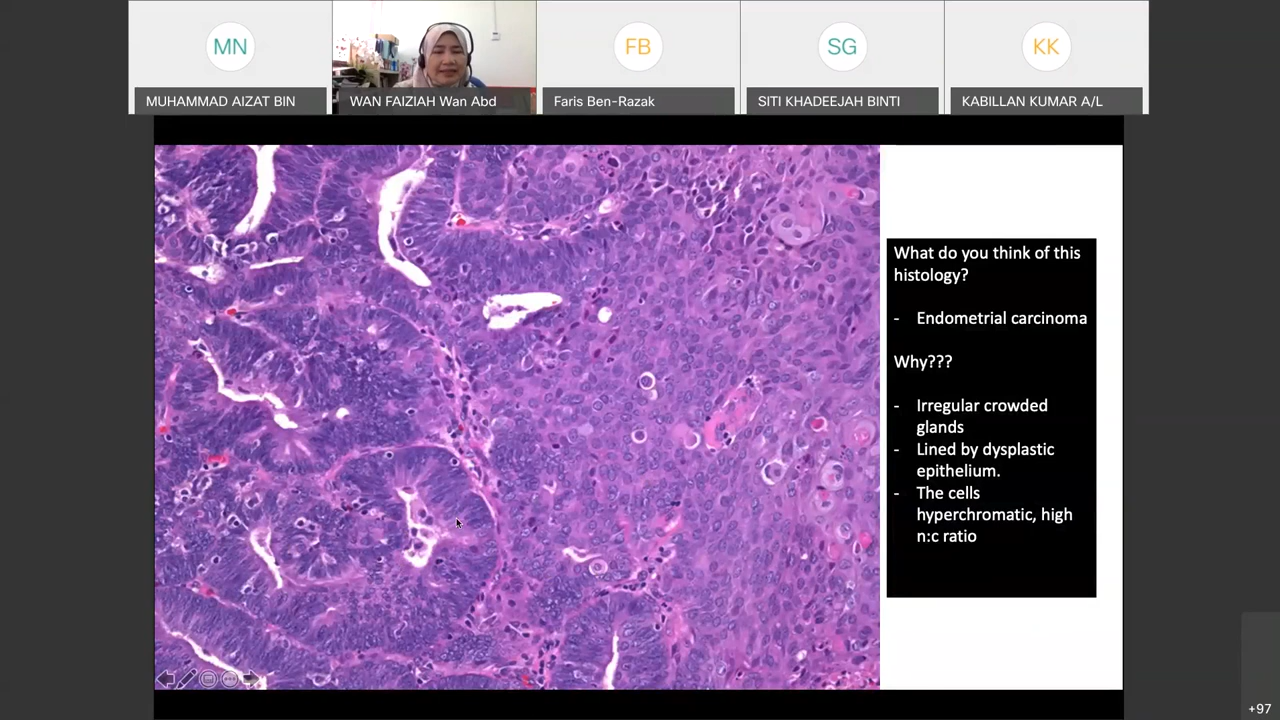 MN
FB
SG
KK
MUHAMMAD AIZAT BIN
WAN FAIZIAH Wan Abd
Faris Ben-Razak
SITI KHADEEJAH BINTI
KABILLAN KUMAR A/L
What do you think of this
histology?
- Endometrial carcinoma
Why???
- Irregular crowded
glands
- Lined by dysplastic
epithelium.
- The cells
hyperchromatic, high
n:c ratio
+97